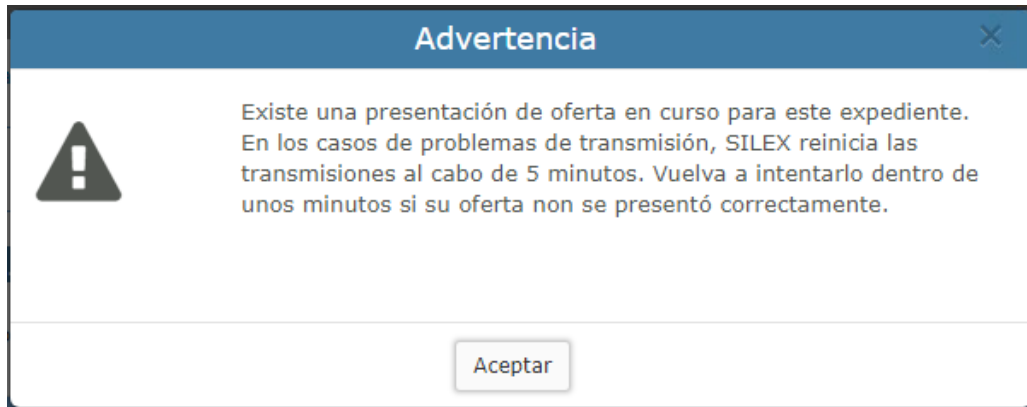 Advertencia
Existe una presentación de oferta en curso para este expediente.
En los casos de problemas de transmisión, SILEX reinicia las
transmisiones al cabo de 5 minutos. Vuelva a intentarlo dentro de
unos minutos si su oferta non se presentó correctamente.
Aceptar